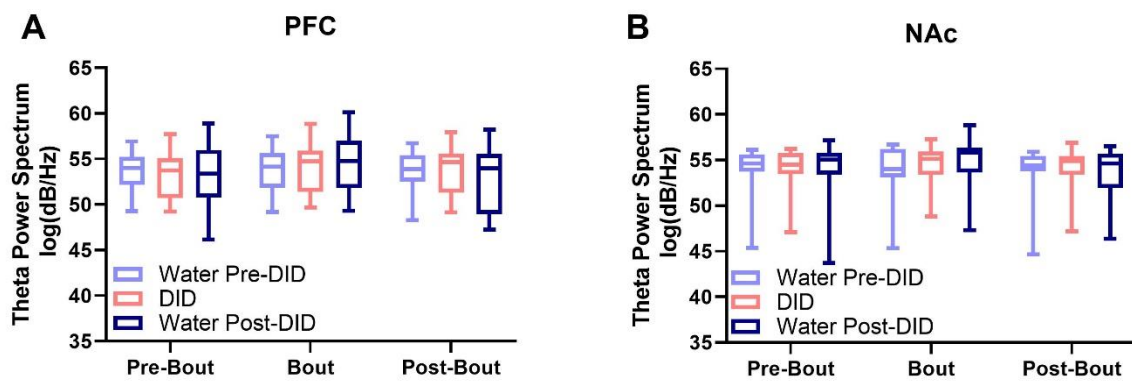 A
PFC
Theta Power Spectrum
log(dB/Hz)
65
60
55
50
45
40
35
Water Pre-DID
DID
Water Post-DID
Pre-Bout
Bout
Post-Bout
B
NAc
Theta Power Spectrum
log(dB/Hz)
65
60
55
50
45
40
35
Water Pre-DID
DID
Water Post-DID
Pre-Bout
Bout
Post-Bout